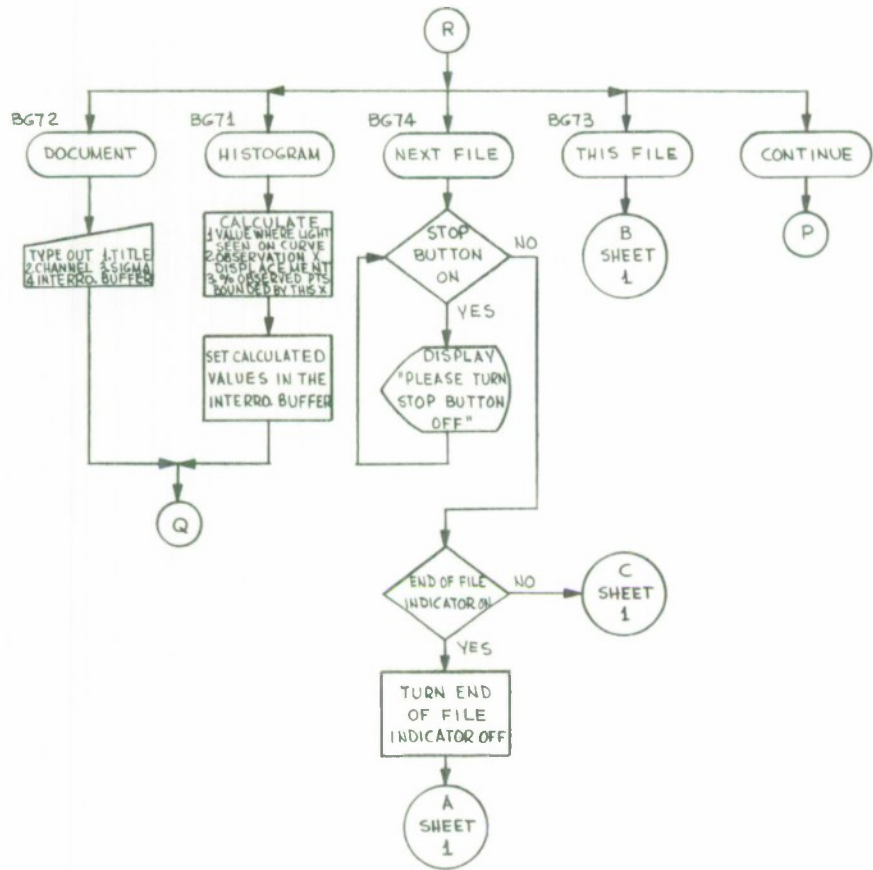 R
BG72
BG71
BG74
BG73
DOCUMENT
HISTOGRAM
NEXT FILE
THIS FILE
CONTINUE
TYPE OUT 1. TITLE
2. CHANNEL 3. SIGMA
4. INTERRO. BUFFER
CALCULATE
1 VALUE WHERE LIGHT
SEEN ON CURVE
2. OBSERVATION X
DISPLACEMENT
3. % OBSERVED PTS
BOUNDED BY THIS X
STOP
BUTTON
ON
NO
YES
B
SHEET
1
P
SET CALCULATED
VALUES IN THE
INTERRO. BUFFER
DISPLAY
"PLEASE TURN
STOP BUTTON
OFF"
Q
END OF FILE
INDICATOR ON
NO
YES
C
SHEET
1
TURN END
OF FILE
INDICATOR OFF
A
SHEET
1